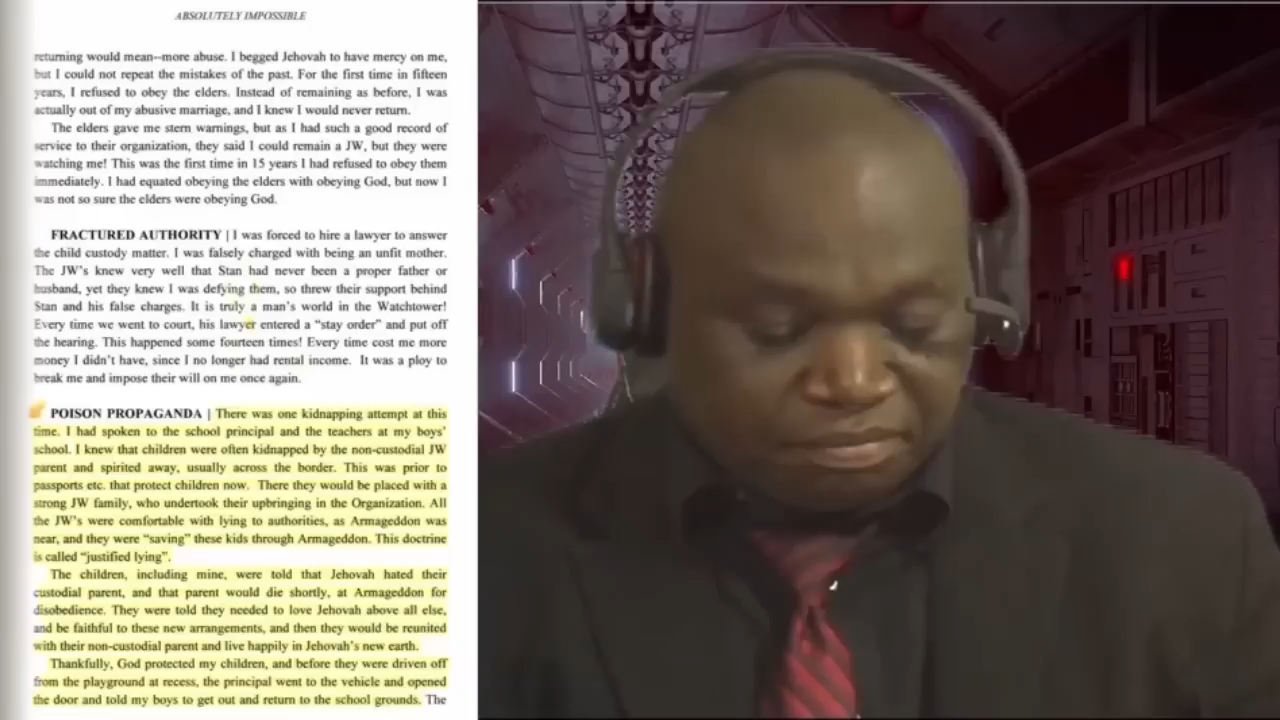 ABSOLUTELY IMPOSSIBLE
returning would mean--more abuse. I begged Jehovah to have mercy on me,
but I could not repeat the mistakes of the past. For the first time in fifteen
years, I refused to obey the elders. Instead of remaining as before, I was
actually out of my abusive marriage, and I knew I would never return.
The elders gave me stern warnings, but as I had such a good record of
service to their organization, they said I could remain a JW, but they were
watching me! This was the first time in 15 years I had refused to obey them
immediately. I had equated obeying the elders with obeying God, but now I
was not so sure the elders were obeying God.
FRACTURED AUTHORITY | I was forced to hire a lawyer to answer
the child custody matter. I was falsely charged with being an unfit mother.
The JW's knew very well that Stan had never been a proper father or
husband, yet they knew I was defying them, so threw their support behind
Stan and his false charges. It is truly a man's world in the Watchtower!
Every time we went to court, his lawyer entered a “stay order” and put off
the hearing. This happened some fourteen times! Every time cost me more
money I didn't have, since I no longer had rental income. It was a ploy to
break me and impose their will on me once again.
POISON PROPAGANDA | There was one kidnapping attempt at this
time. I had spoken to the school principal and the teachers at my boys'
school. I knew that children were often kidnapped by the non-custodial JW
parent and spirited away, usually across the border. This was prior to
passports etc. that protect children now. There they would be placed with a
strong JW family, who undertook their upbringing in the Organization. All
the JW's were comfortable with lying to authorities, as Armageddon was
near, and they were “saving” these kids through Armageddon. This doctrine
is called “justified lying”.
The children, including mine, were told that Jehovah hated their
custodial parent, and that parent would die shortly, at Armageddon for
disobedience. They were told they needed to love Jehovah above all else,
and be faithful to these new arrangements, and then they would be reunited
with their non-custodial parent and live happily in Jehovah's new earth.
Thankfully, God protected my children, and before they were driven off
from the playground at recess, the principal went to the vehicle and opened
the door and told my boys to get out and return to the school grounds. The